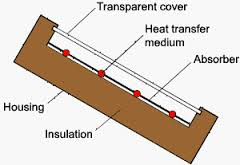 Transparent cover
Heat transfer
medium
Absorber
Housing
Insulation